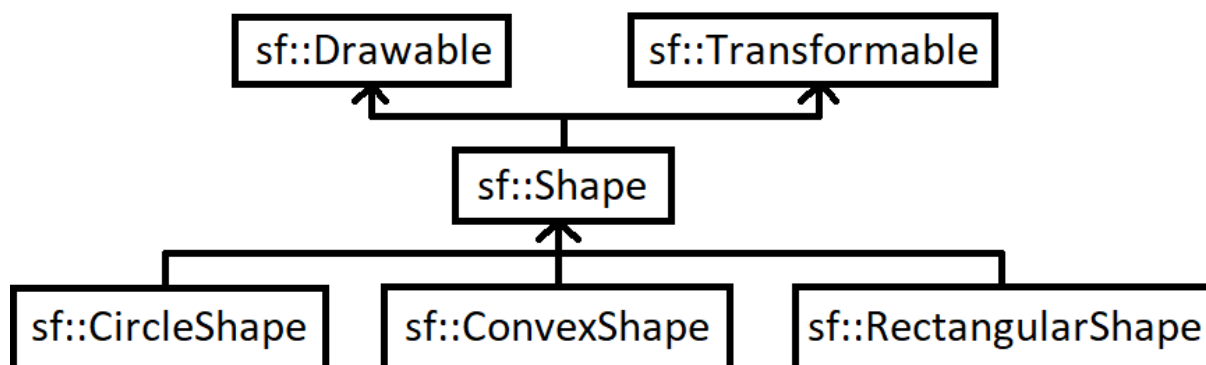 sf::Drawable
sf::Transformable
sf::Shape
sf::CircleShape
sf::ConvexShape
sf::RectangularShape